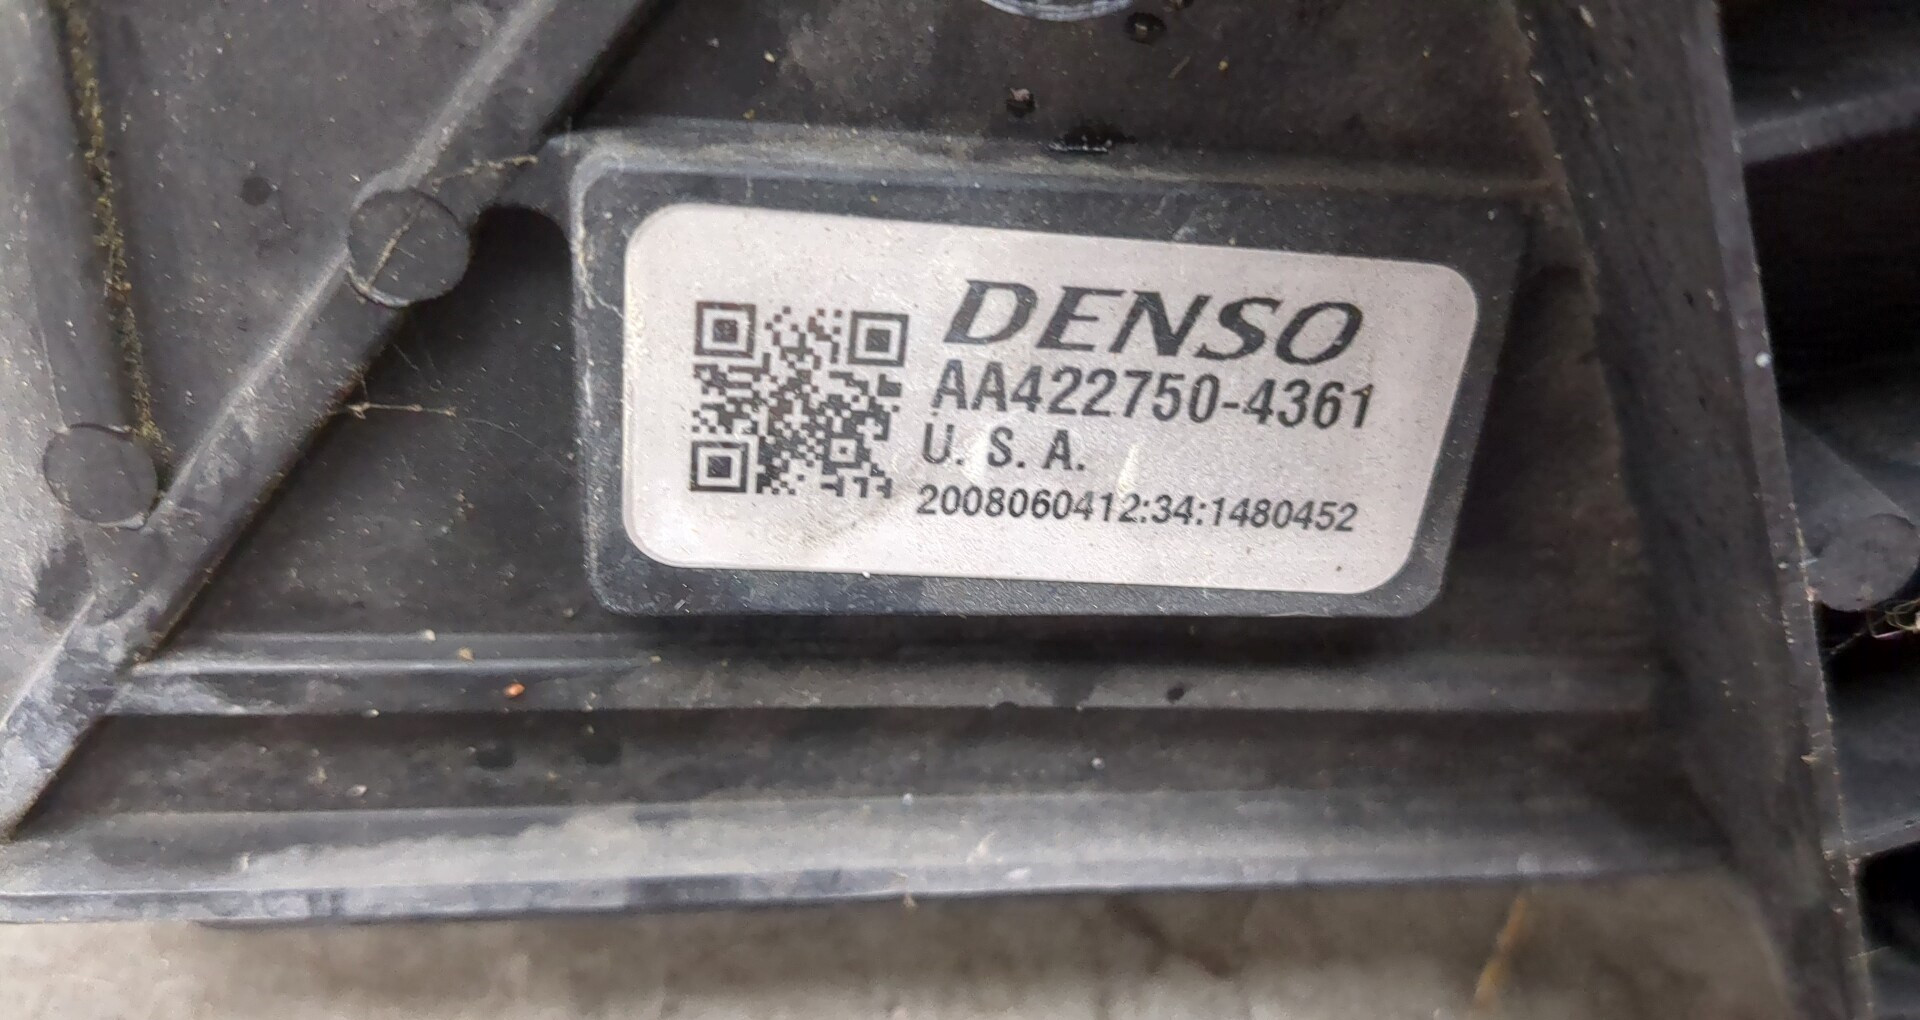 DENSO
AA422750-4361
U. S. A.
2008060412:34:1480452